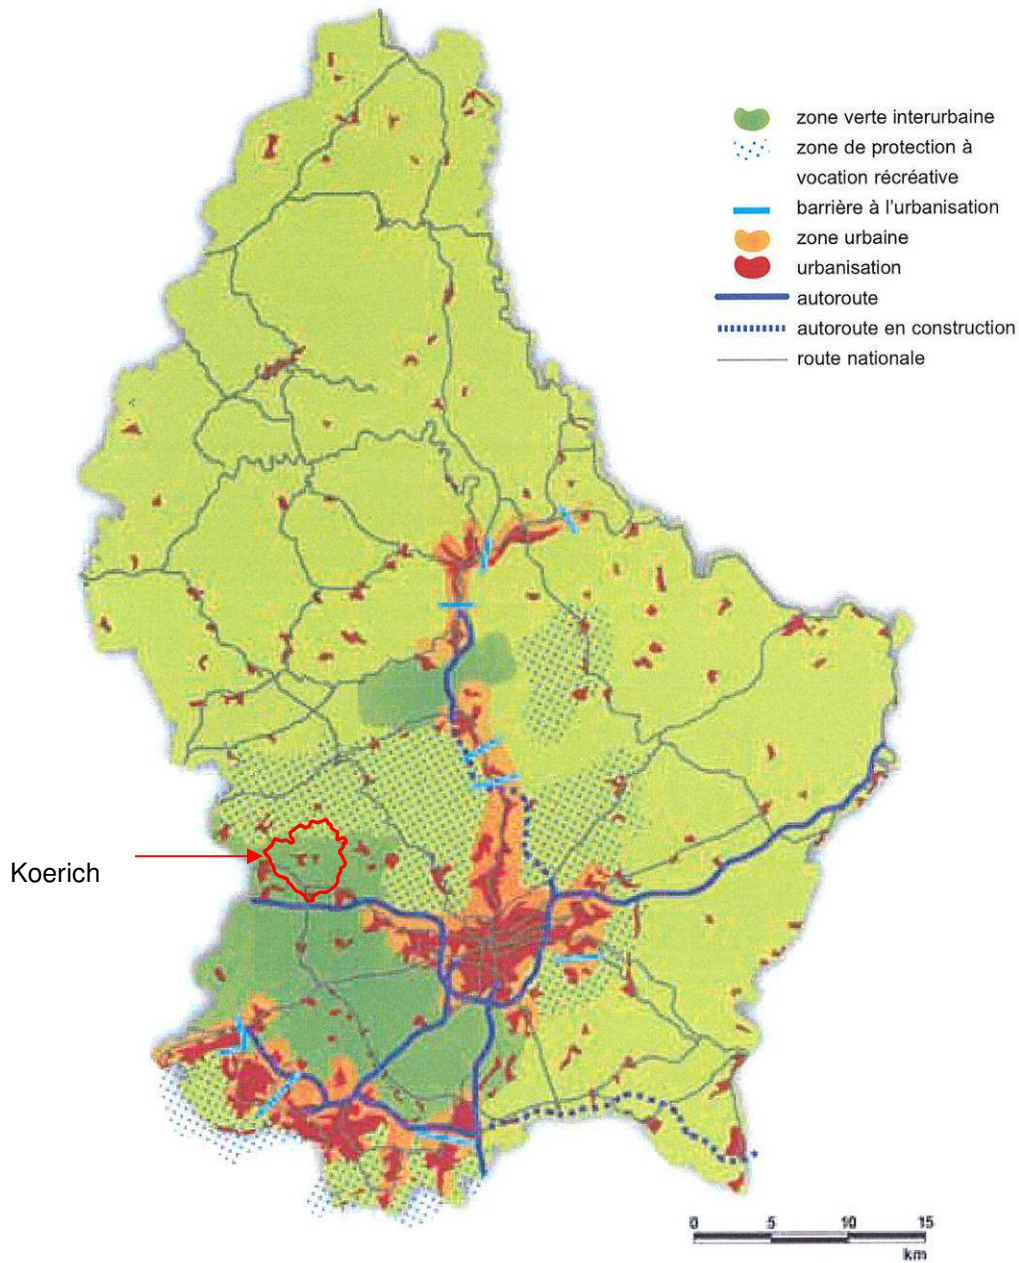 zone verte interurbaine
zone de protection à
vocation récréative
barrière à l'urbanisation
zone urbaine
urbanisation
autoroute
autoroute en construction
route nationale
Koerich
0 5 10 15
km